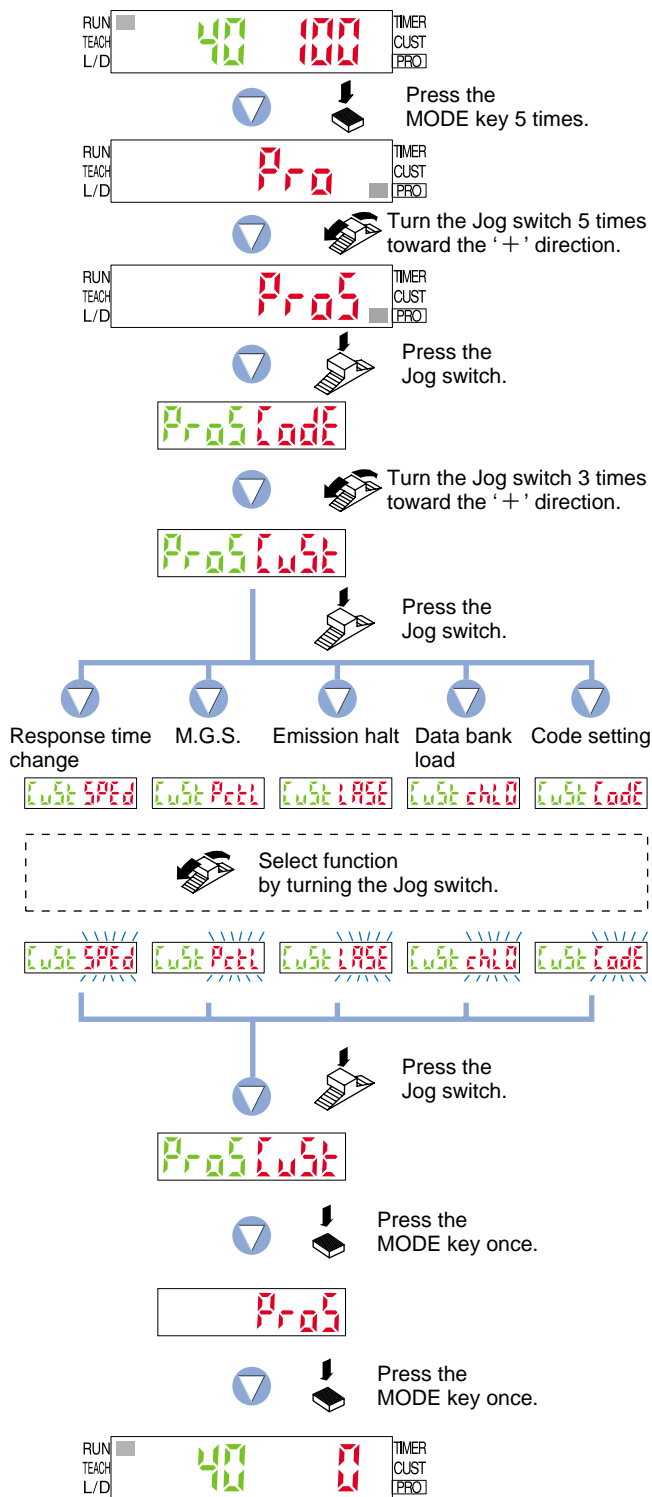 RUN 40 100 TIMER
TEACH CUST
L/D PRO
Press the
MODE key 5 times.
RUN Pro TIMER
TEACH CUST
L/D PRO
Turn the Jog switch 5 times
toward the ‘＋’ direction.
RUN Pro5 TIMER
TEACH CUST
L/D PRO
Press the
Jog switch.
Pro5 CodE
Turn the Jog switch 3 times
toward the ‘＋’ direction.
Pro5 CuSt
Press the
Jog switch.
Response time
change
M.G.S.
Emission halt
Data bank
load
Code setting
CuSt SPEd
CuSt PctL
CuSt LASE
CuSt chLO
CuSt CodE
Select function
by turning the Jog switch.
CuSt SPEd
CuSt PctL
CuSt LASE
CuSt chLO
CuSt CodE
Press the
Jog switch.
Pro5 CuSt
Press the
MODE key once.
Pro5
Press the
MODE key once.
RUN 40 0 TIMER
TEACH CUST
L/D PRO